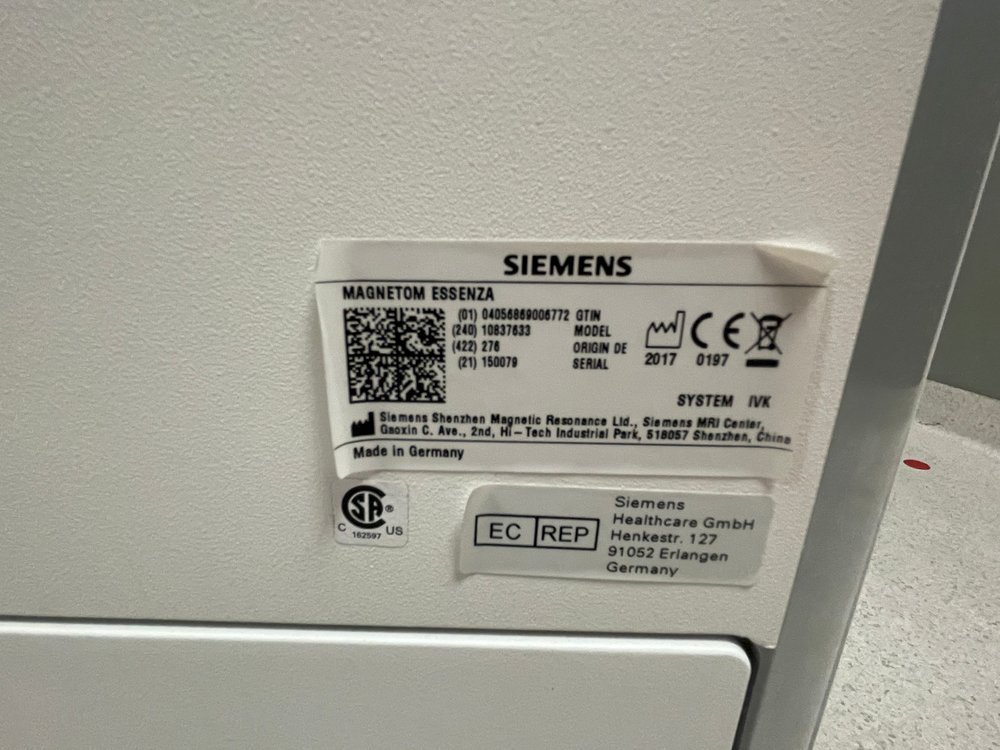 SIEMENS
MAGNETOM ESSENZA
(01) 04056869006772 GTIN
(240) 10837633 MODEL
(422) 276 ORIGIN DE
(21) 150079 SERIAL
2017 CE 0197
SYSTEM IVK
Siemens Shenzhen Magnetic Resonance Ltd., Siemens MRI Center,
Gaoxin C. Ave., 2nd, Hi-Tech Industrial Park, 518057 Shenzhen, China
Made in Germany
CSA®
C US
162597
EC REP
Siemens
Healthcare GmbH
Henkestr. 127
91052 Erlangen
Germany